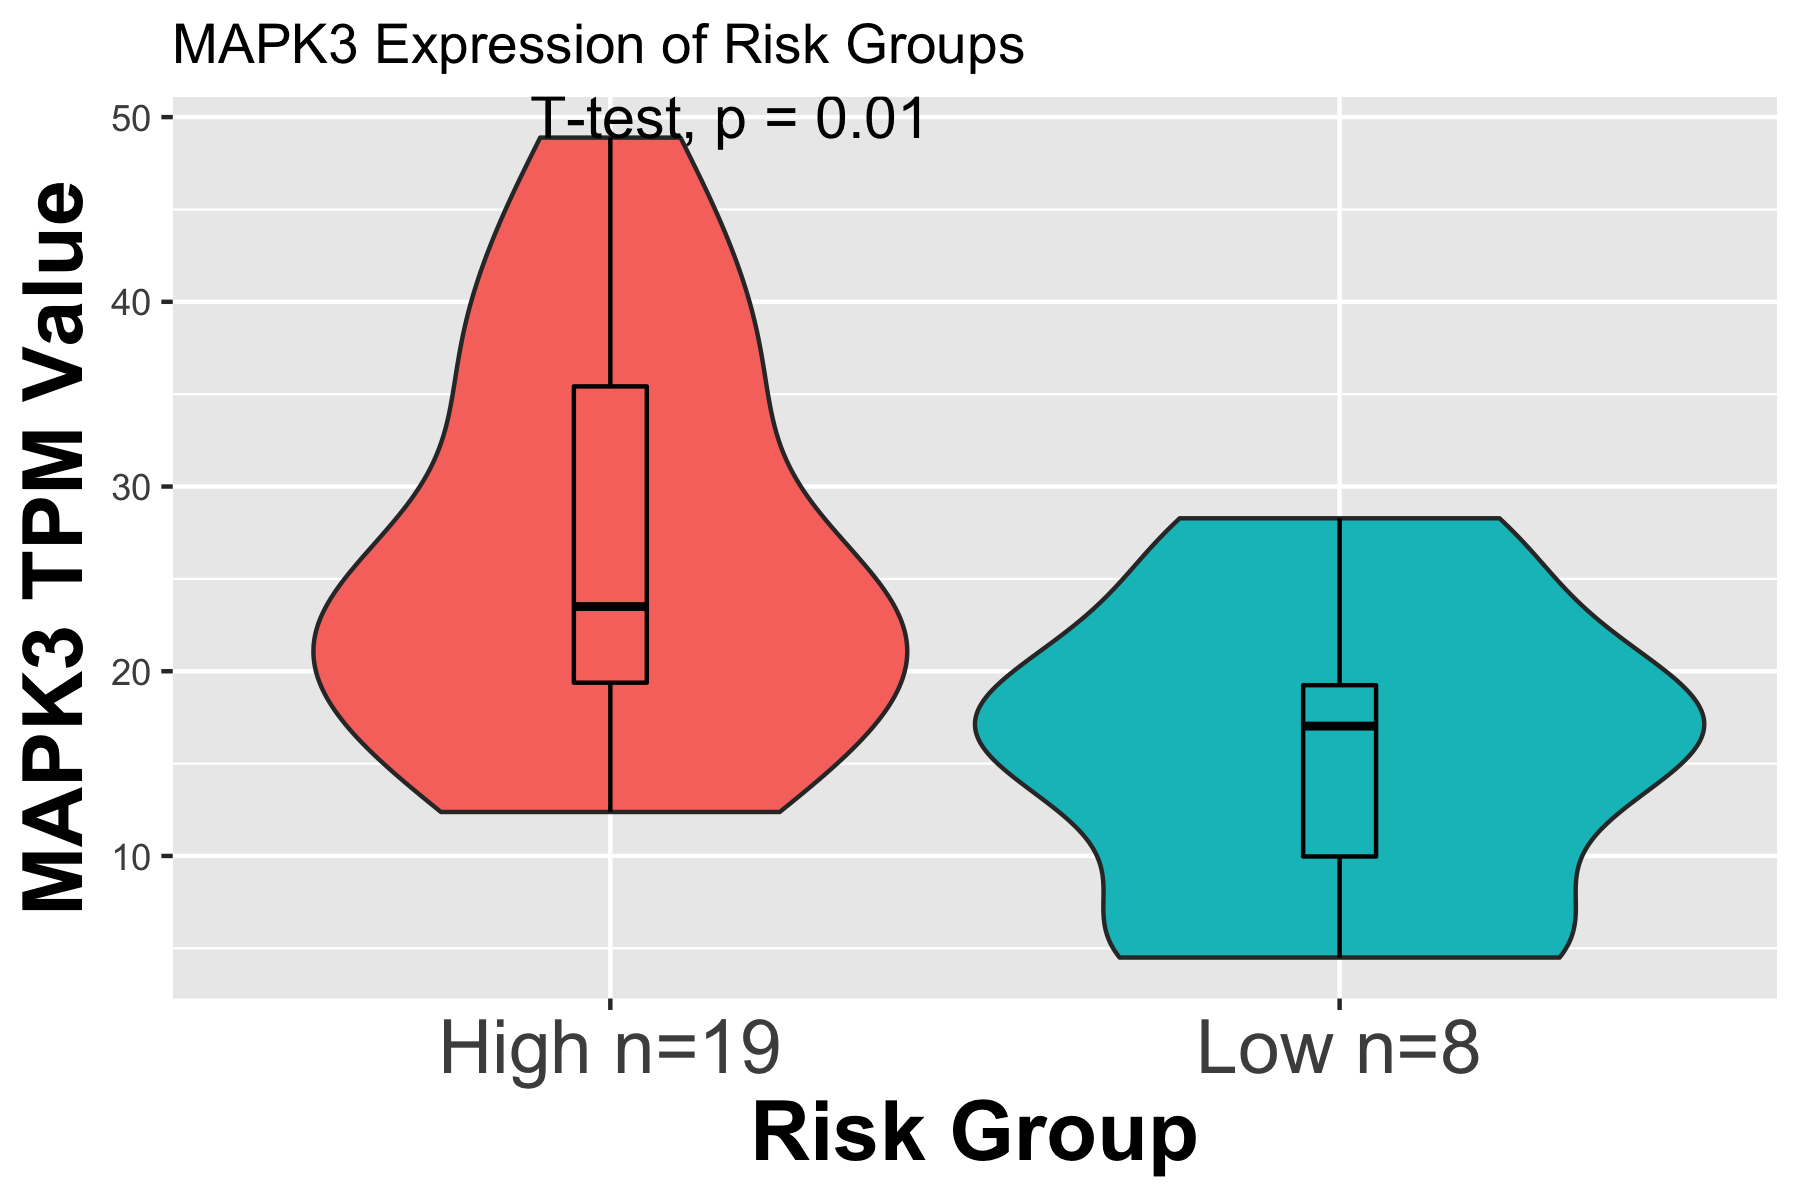 MAPK3 Expression of Risk Groups
T-test, p = 0.01
MAPK3 TPM Value
50
40
30
20
10
High n=19
Low n=8
Risk Group